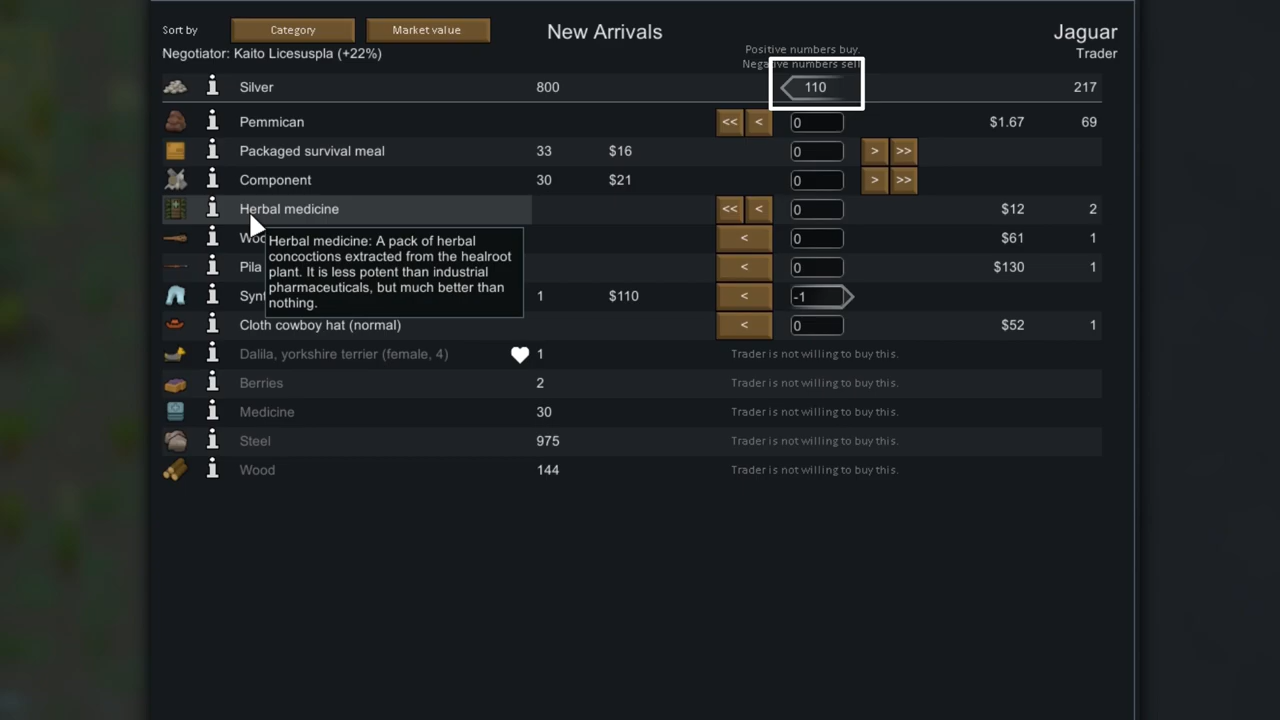 Sort by Category Market value New Arrivals Jaguar
Negotiator: Kaito Licesuspla (+22%) Trader
Positive numbers buy.
Negative numbers sell
Silver 800 110 217
Pemmican << < 0 $1.67 69
Packaged survival meal 33 $16 0 > >>
Component 30 $21 0 > >>
Herbal medicine << < 0 $12 2
Woo < 0 $61 1
Herbal medicine: A pack of herbal
concoctions extracted from the healroot
plant. It is less potent than industrial
pharmaceuticals, but much better than
nothing.
Pila < 0 $130 1
Synt 1 $110 < -1
Cloth cowboy hat (normal) < 0 $52 1
Dalila, yorkshire terrier (female, 4) 1 Trader is not willing to buy this.
Berries 2 Trader is not willing to buy this.
Medicine 30 Trader is not willing to buy this.
Steel 975 Trader is not willing to buy this.
Wood 144 Trader is not willing to buy this.